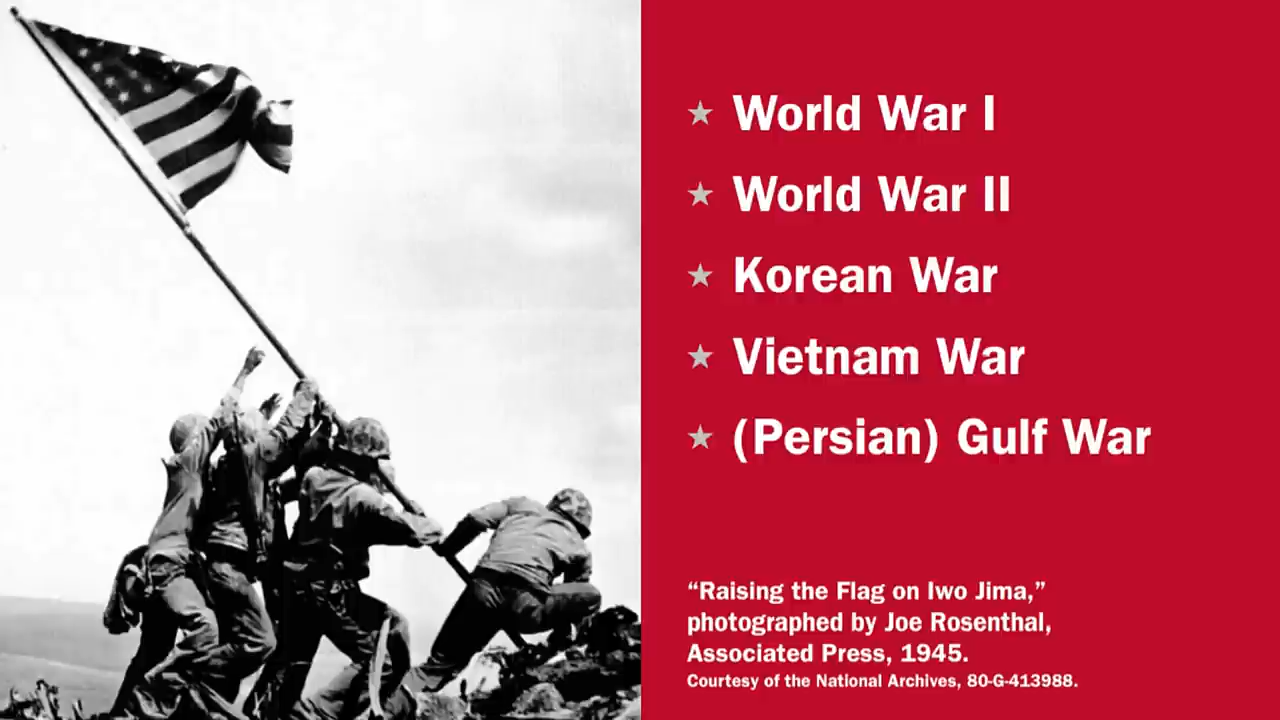 World War I
World War II
Korean War
Vietnam War
(Persian) Gulf War
“Raising the Flag on Iwo Jima,”
photographed by Joe Rosenthal,
Associated Press, 1945.
Courtesy of the National Archives, 80-G-413988.